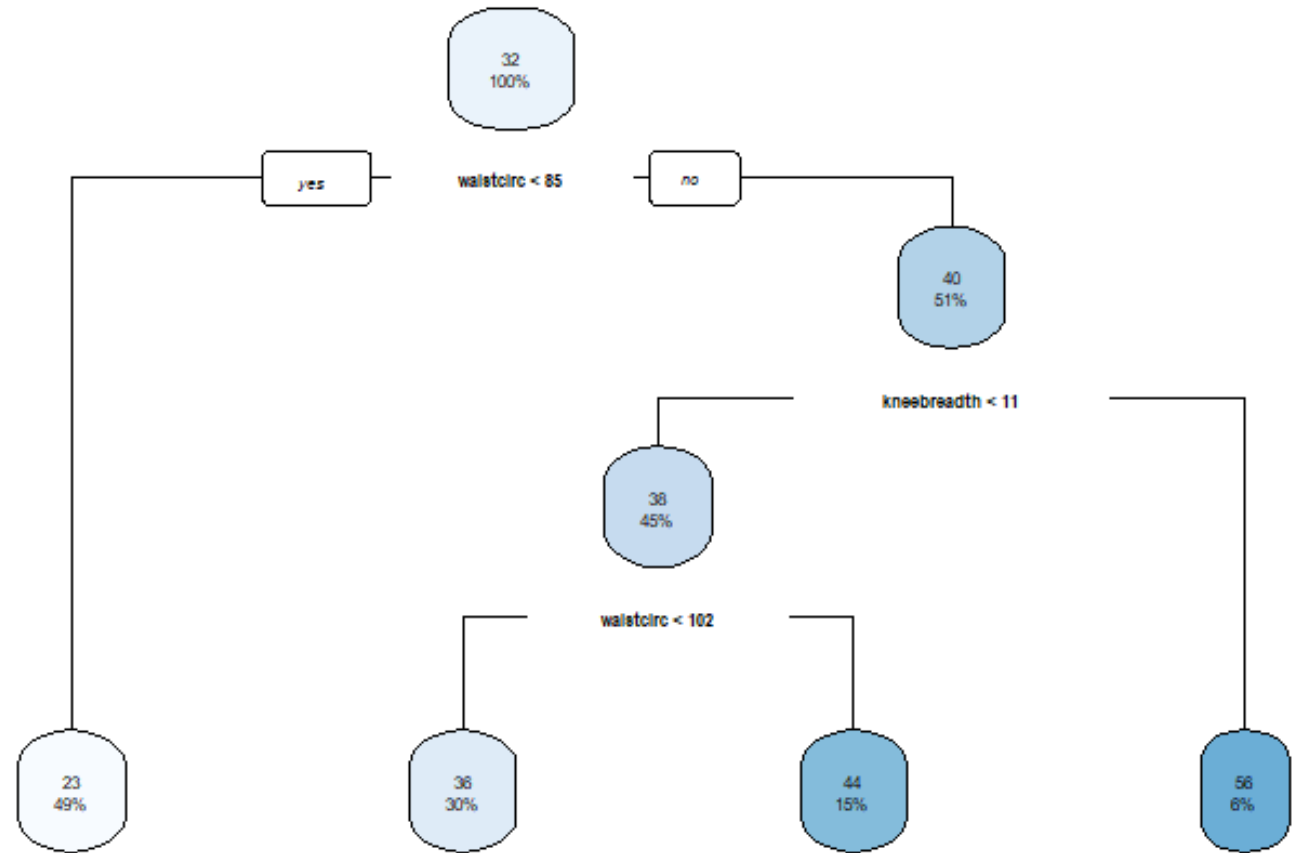 32
100%
yes
waistcirc < 85
no
40
51%
kneebreadth < 11
38
45%
waistcirc < 102
23
49%
36
30%
44
15%
56
6%